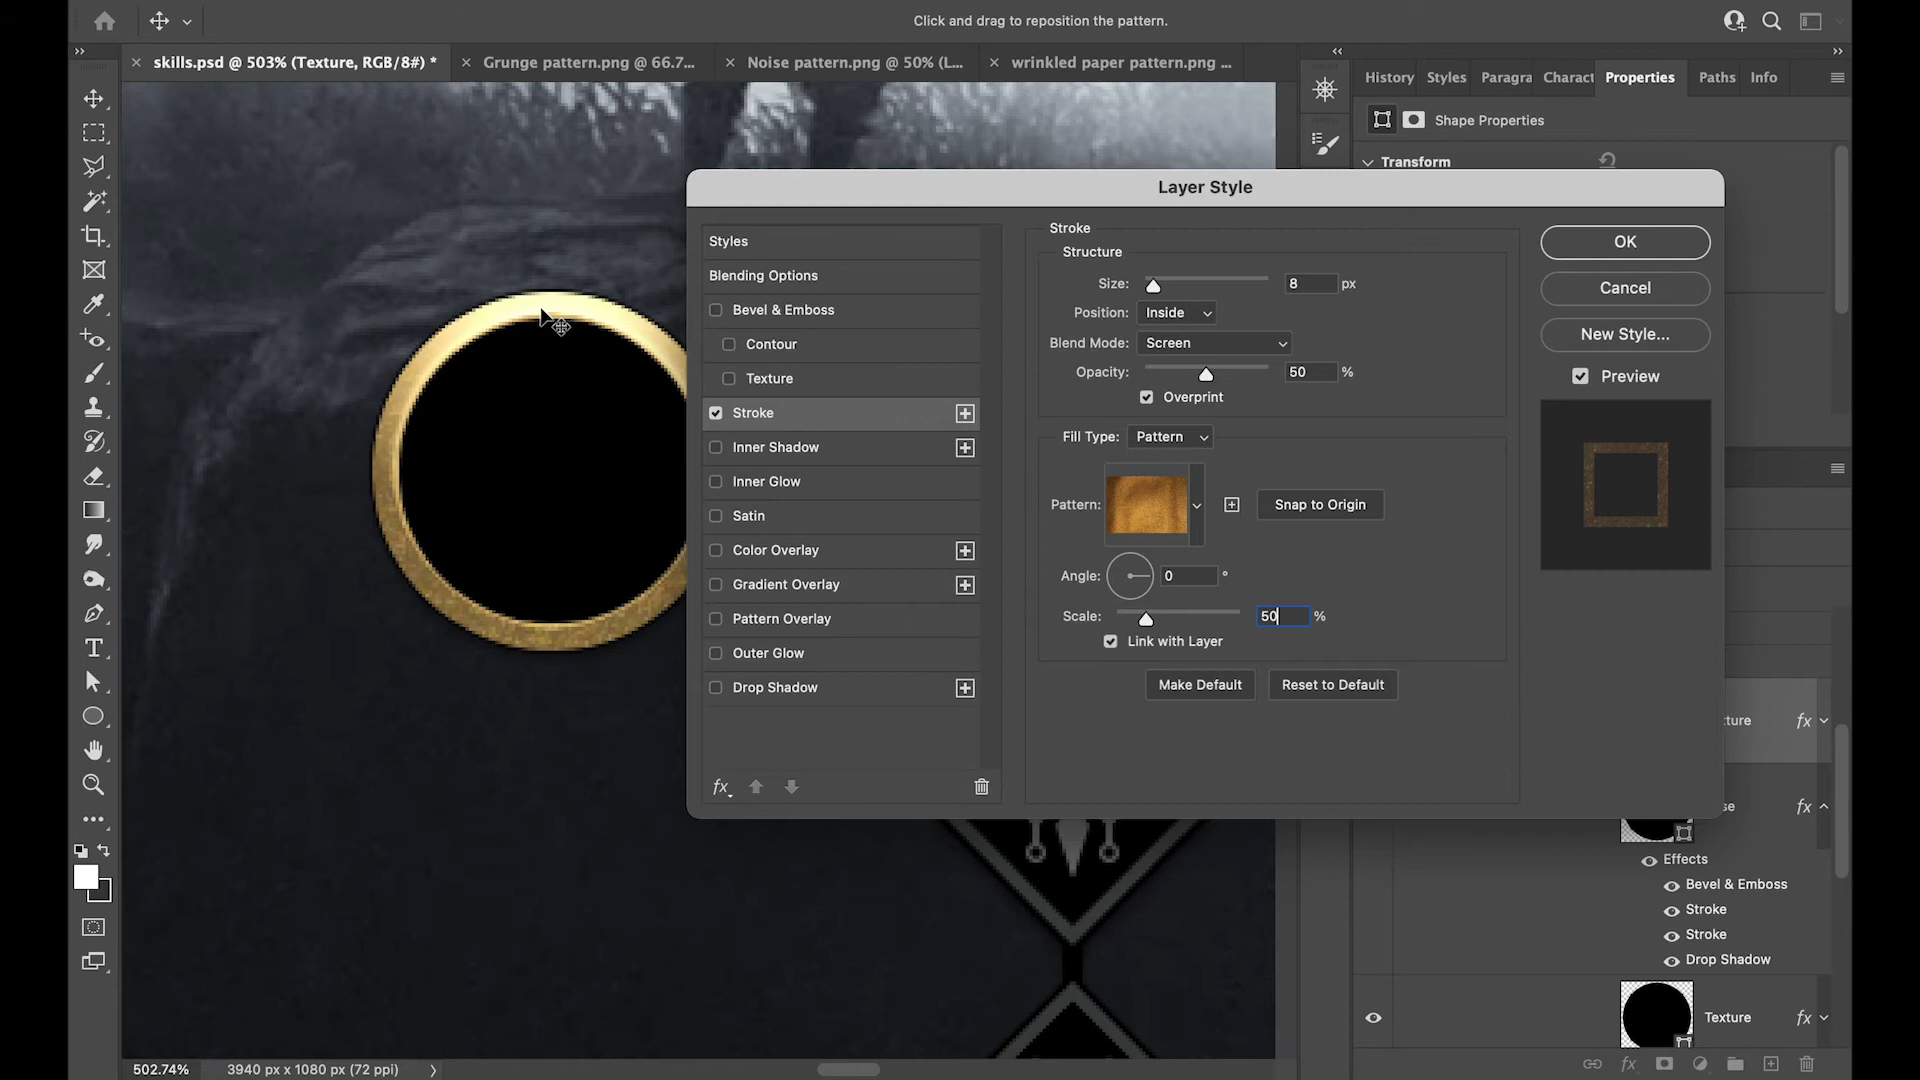 Click and drag to reposition the pattern.
skills.psd @ 503% (Texture, RGB/8#) *
Grunge pattern.png @ 66.7...
Noise pattern.png @ 50% (L...
wrinkled paper pattern.png ...
History
Styles
Paragra
Charact
Properties
Paths
Info
Shape Properties
Transform
Layer Style
Styles
Blending Options
Bevel & Emboss
Contour
Texture
Stroke
Inner Shadow
Inner Glow
Satin
Color Overlay
Gradient Overlay
Pattern Overlay
Outer Glow
Drop Shadow
fx
Stroke
Structure
Size: 8 px
Position: Inside
Blend Mode: Screen
Opacity: 50 %
Overprint
Fill Type: Pattern
Pattern: Snap to Origin
Angle: 0 °
Scale: 50 %
Link with Layer
Make Default
Reset to Default
OK
Cancel
New Style...
Preview
ture fx
se fx
Effects
Bevel & Emboss
Stroke
Stroke
Drop Shadow
Texture fx
fx
502.74%
3940 px x 1080 px (72 ppi)